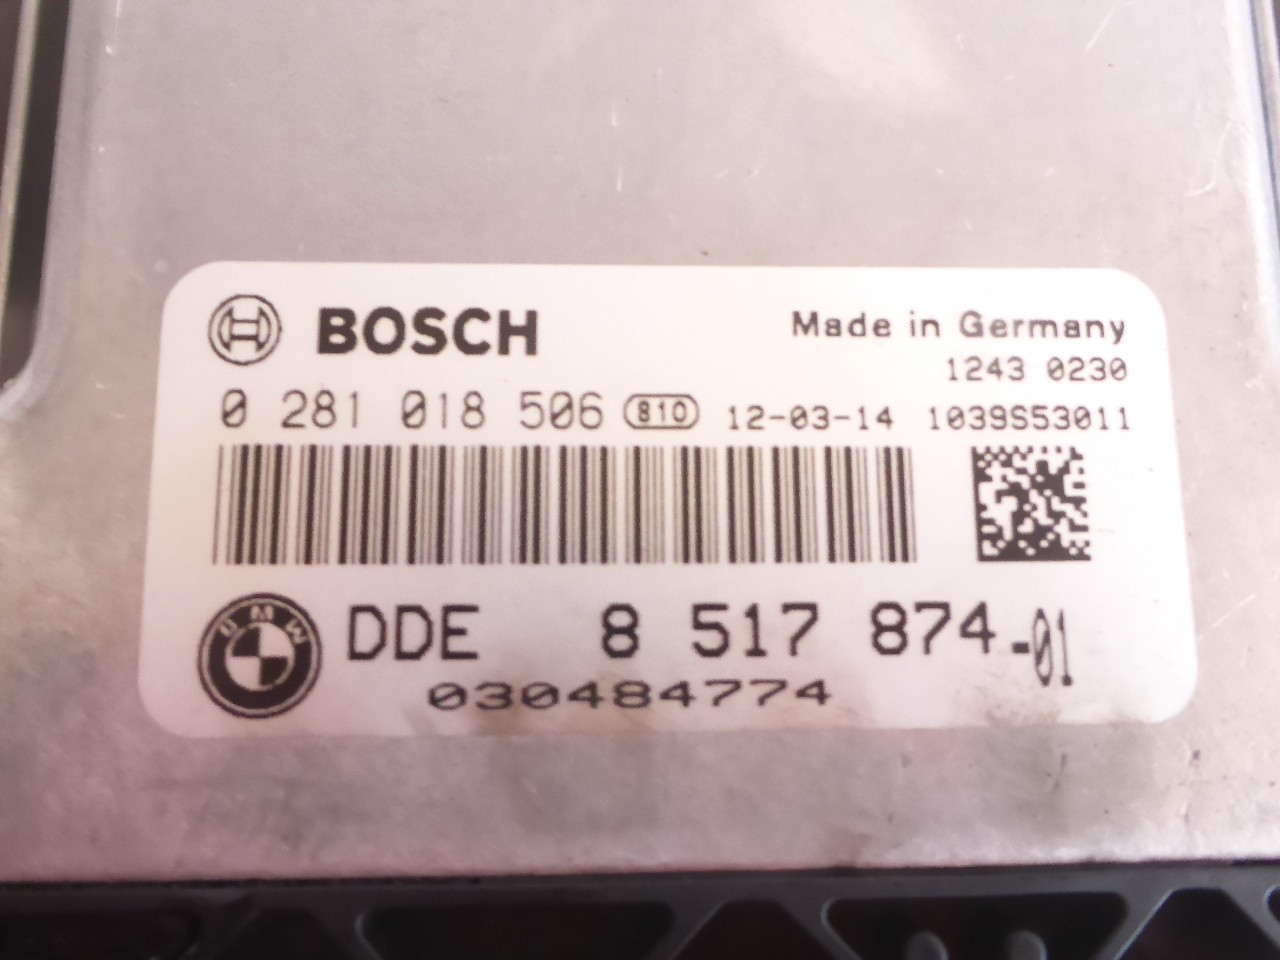 BOSCH
Made in Germany
1243 0230
0 281 018 506 810 12-03-14 1039S53011
BMW
DDE 8 517 874-01
030484774